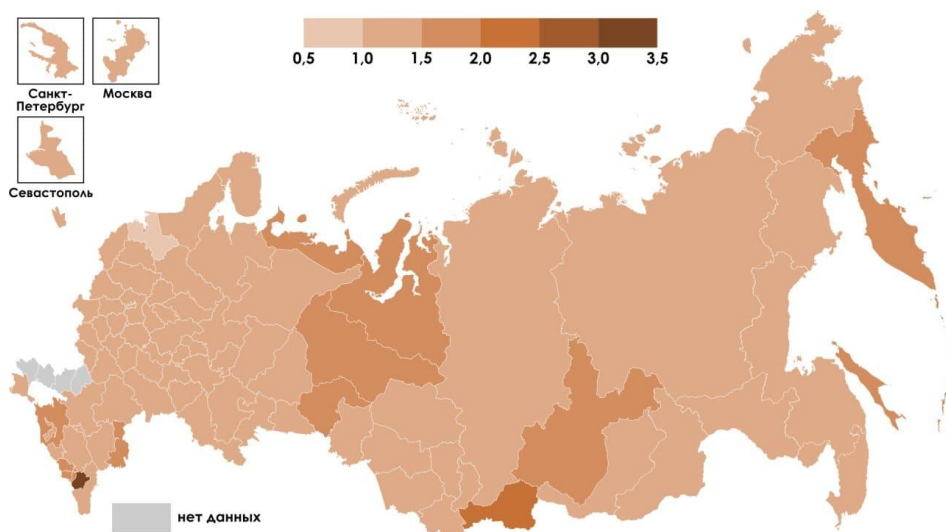 0,5 1,0 1,5 2,0 2,5 3,0 3,5
Санкт-
Петербург
Москва
Севастополь
нет данных